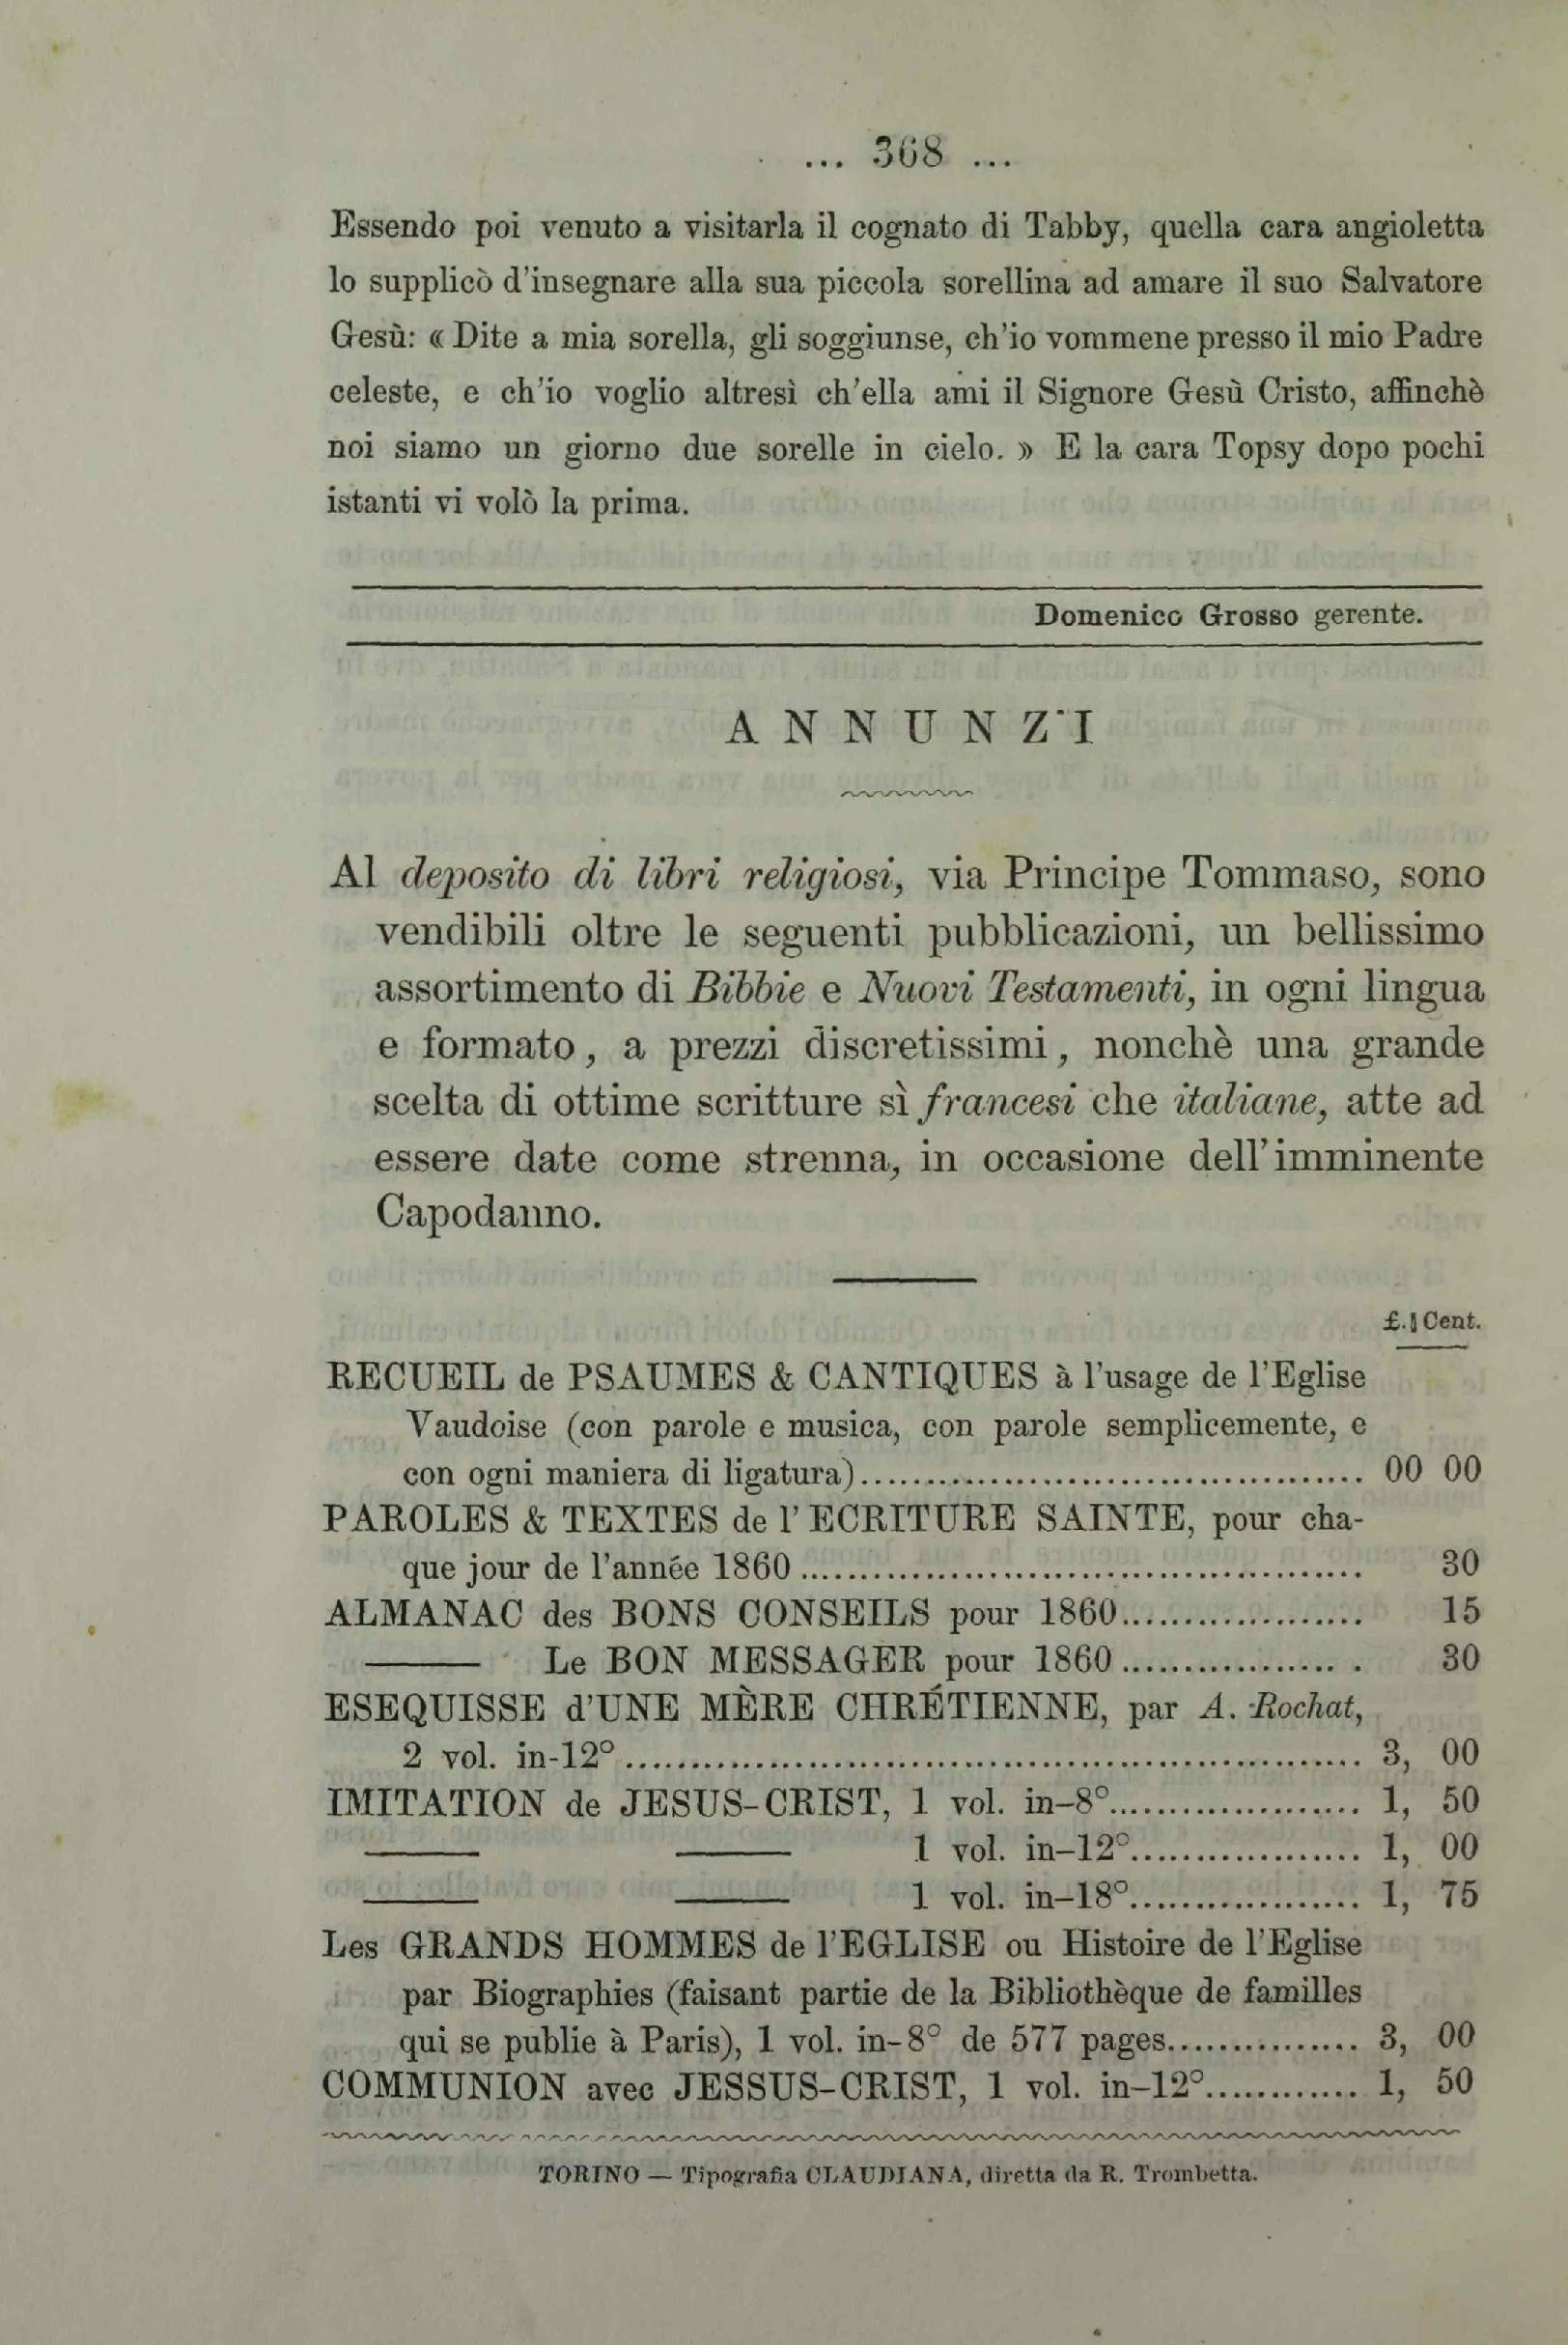 ... 368 ...
Essendo poi venuto a visitarla il cognato di Tabby, quella cara angioletta
lo supplicò d'insegnare alla sua piccola sorellina ad amare il suo Salvatore
Gesù: « Dite a mia sorella, gli soggiunse, ch'io vommene presso il mio Padre
celeste, e ch'io voglio altresì ch'ella ami il Signore Gesù Cristo, affinchè
noi siamo un giorno due sorelle in cielo. » E la cara Topsy dopo pochi
istanti vi volò la prima.
Domenico Grosso gerente.
ANNUNZI
Al deposito di libri religiosi, via Principe Tommaso, sono
vendibili oltre le seguenti pubblicazioni, un bellissimo
assortimento di Bibbie e Nuovi Testamenti, in ogni lingua
e formato, a prezzi discretissimi, nonchè una grande
scelta di ottime scritture sì francesi che italiane, atte ad
essere date come strenna, in occasione dell'imminente
Capodanno.
£. | Cent.
RECUEIL de PSAUMES & CANTIQUES à l'usage de l'Eglise
Vaudoise (con parole e musica, con parole semplicemente, e
con ogni maniera di ligatura)........................................ 00 00
PAROLES & TEXTES de l'ECRITURE SAINTE, pour cha-
que jour de l'année 1860 ............................................. 30
ALMANAC des BONS CONSEILS pour 1860................... 15
——— Le BON MESSAGER pour 1860 .................. 30
ESEQUISSE d'UNE MÈRE CHRÉTIENNE, par A. Rochat,
2 vol. in-12° ........................................................... 3, 00
IMITATION de JESUS-CRIST, 1 vol. in-8°.................... 1, 50
——— ——— 1 vol. in-12°.................. 1, 00
——— ——— 1 vol. in-18°.................. 1, 75
Les GRANDS HOMMES de l'EGLISE ou Histoire de l'Eglise
par Biographies (faisant partie de la Bibliothèque de familles
qui se publie à Paris), 1 vol. in-8° de 577 pages............... 3, 00
COMMUNION avec JESSUS-CRIST, 1 vol. in-12°............ 1, 50
TORINO — Tipografia CLAUDIANA, diretta da R. Trombetta.